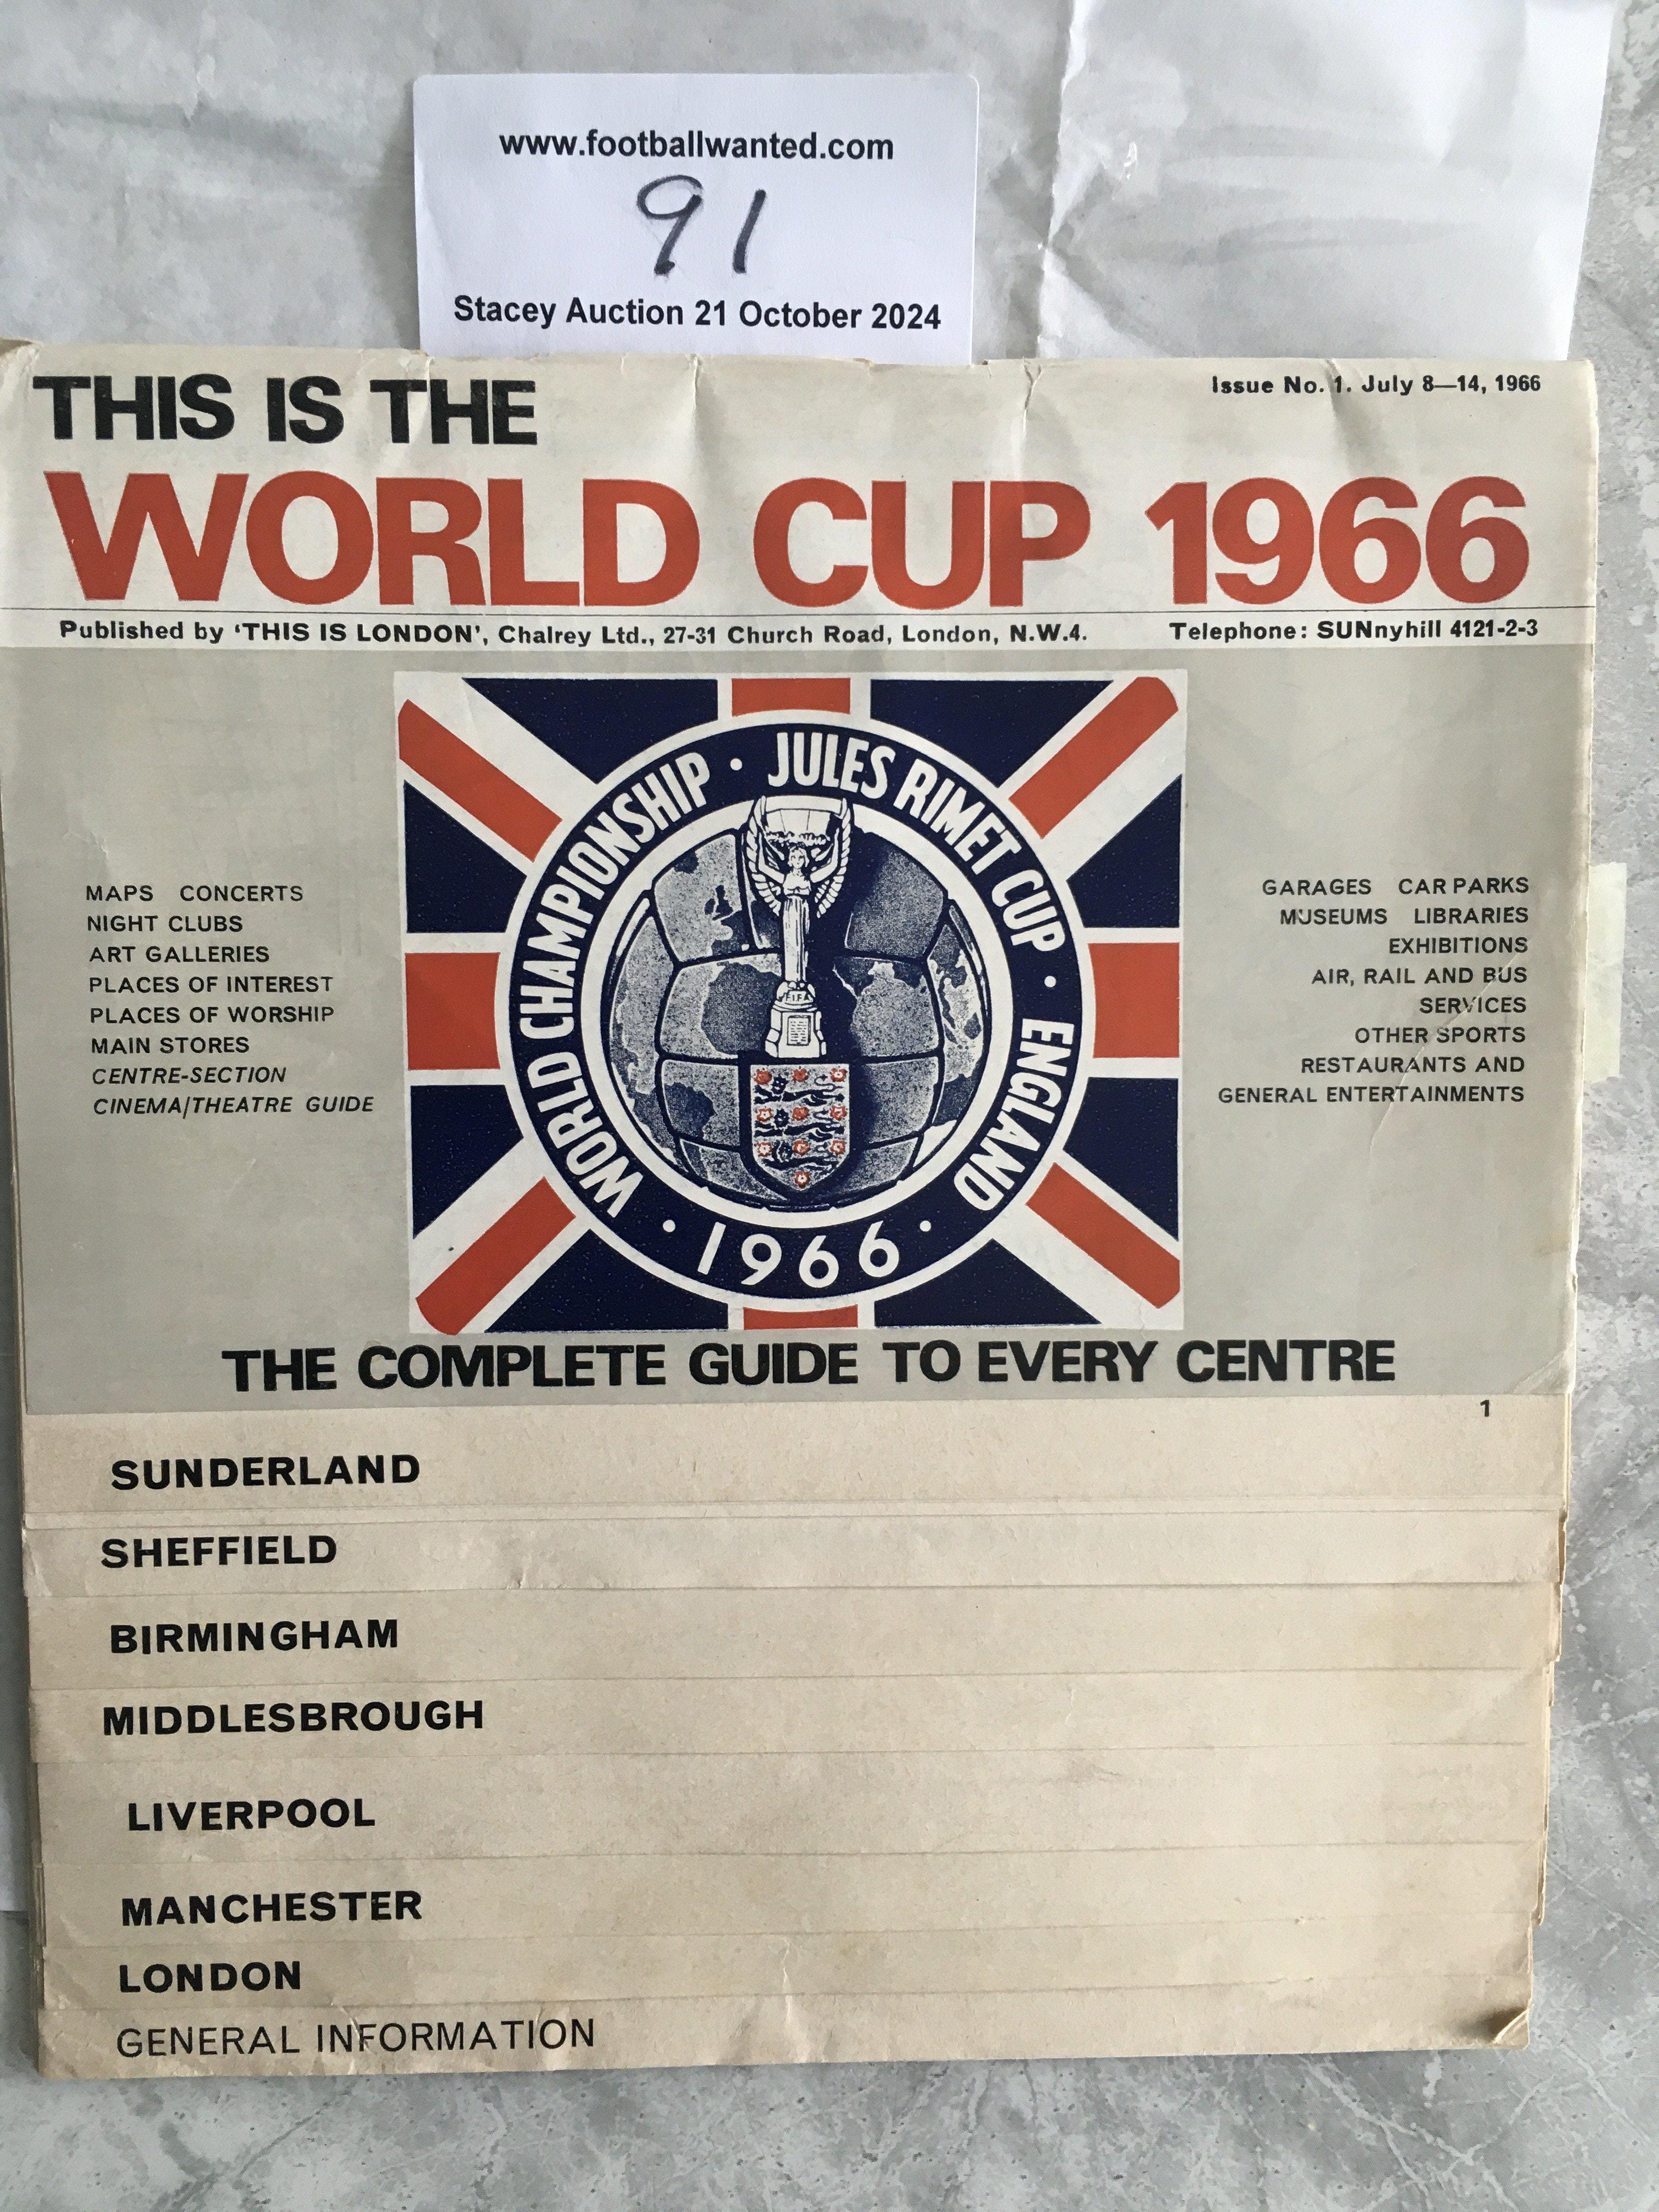 www.footballwanted.com
91
Stacey Auction 21 October 2024
THIS IS THE
Issue No. 1. July 8—14, 1966
WORLD CUP 1966
Published by 'THIS IS LONDON', Chalrey Ltd., 27-31 Church Road, London, N.W.4.
Telephone: SUNnyhill 4121-2-3
WORLD CHAMPIONSHIP · JULES RIMET CUP · ENGLAND
· 1966 ·
FIFA
MAPS CONCERTS
NIGHT CLUBS
ART GALLERIES
PLACES OF INTEREST
PLACES OF WORSHIP
MAIN STORES
CENTRE-SECTION
CINEMA/THEATRE GUIDE
GARAGES CAR PARKS
MUSEUMS LIBRARIES
EXHIBITIONS
AIR, RAIL AND BUS
SERVICES
OTHER SPORTS
RESTAURANTS AND
GENERAL ENTERTAINMENTS
THE COMPLETE GUIDE TO EVERY CENTRE
1
SUNDERLAND
SHEFFIELD
BIRMINGHAM
MIDDLESBROUGH
LIVERPOOL
MANCHESTER
LONDON
GENERAL INFORMATION